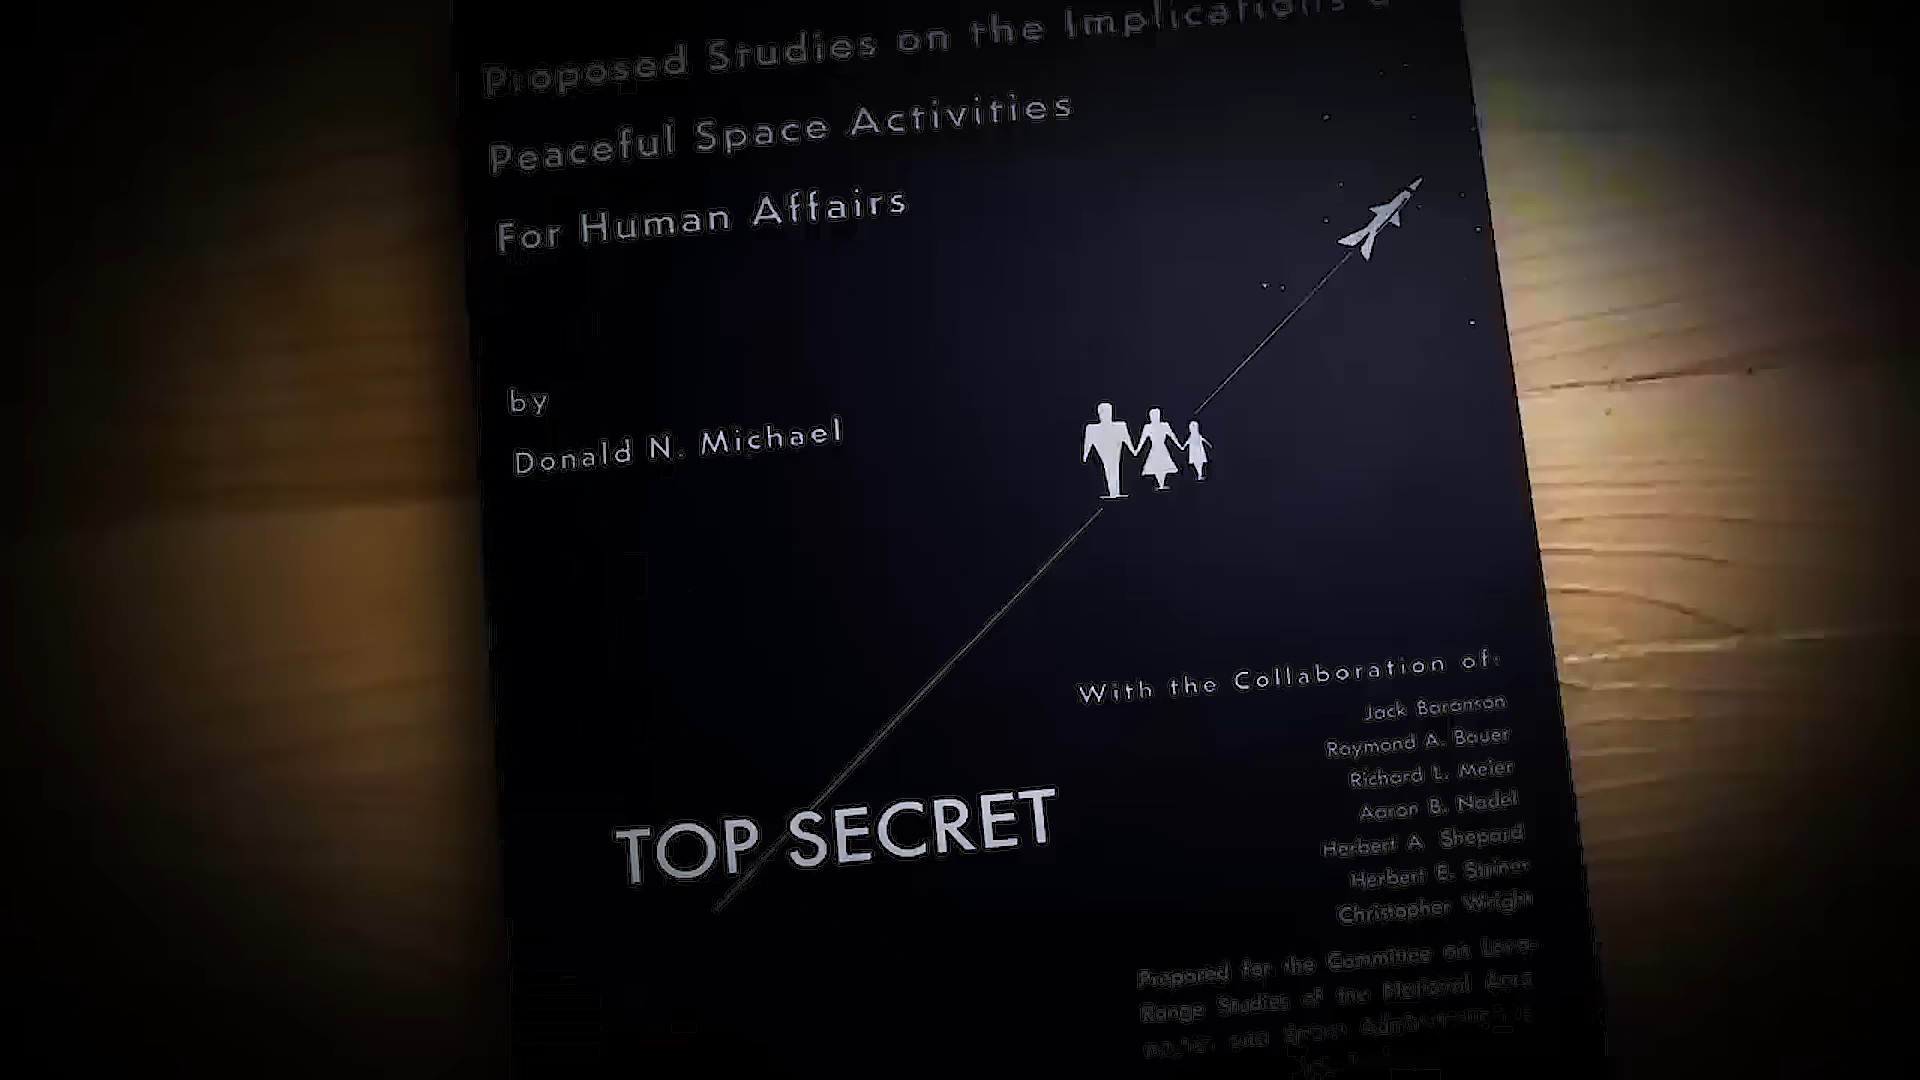 Proposed Studies on the Implications
Peaceful Space Activities
For Human Affairs
by
Donald N. Michael
With the Collaboration of:
Jack Baranson
Raymond A. Bauer
Richard L. Meier
Aaron B. Nadel
Herbert A. Shepard
Herbert E. Striner
Christopher Wright
TOP SECRET
Prepared for the Committee on Long-
Range Studies of the National